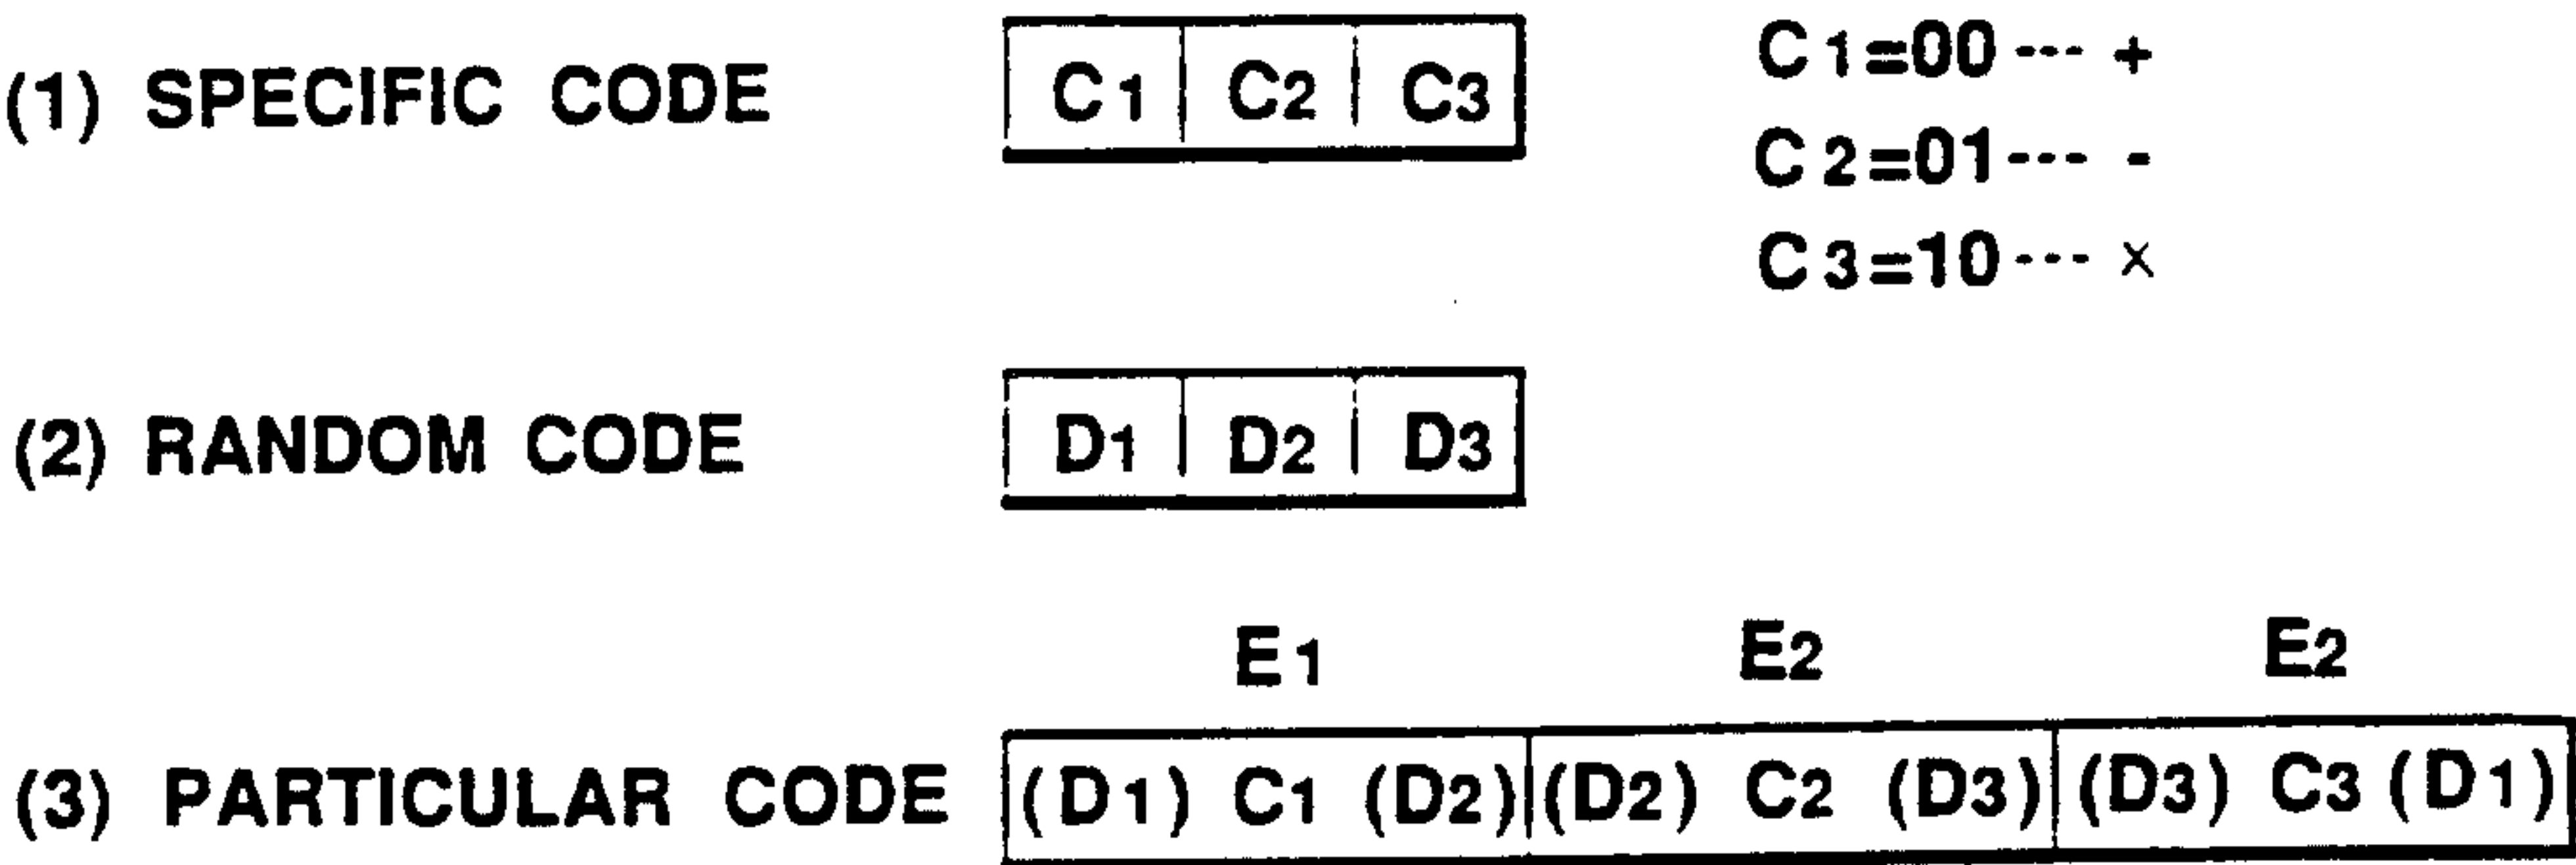 (1) SPECIFIC CODE C1 C2 C3
C1=00 --- +
C2=01 --- -
C3=10 --- ×
(2) RANDOM CODE D1 D2 D3
E1 E2 E2
(3) PARTICULAR CODE (D1) C1 (D2) (D2) C2 (D3) (D3) C3 (D1)